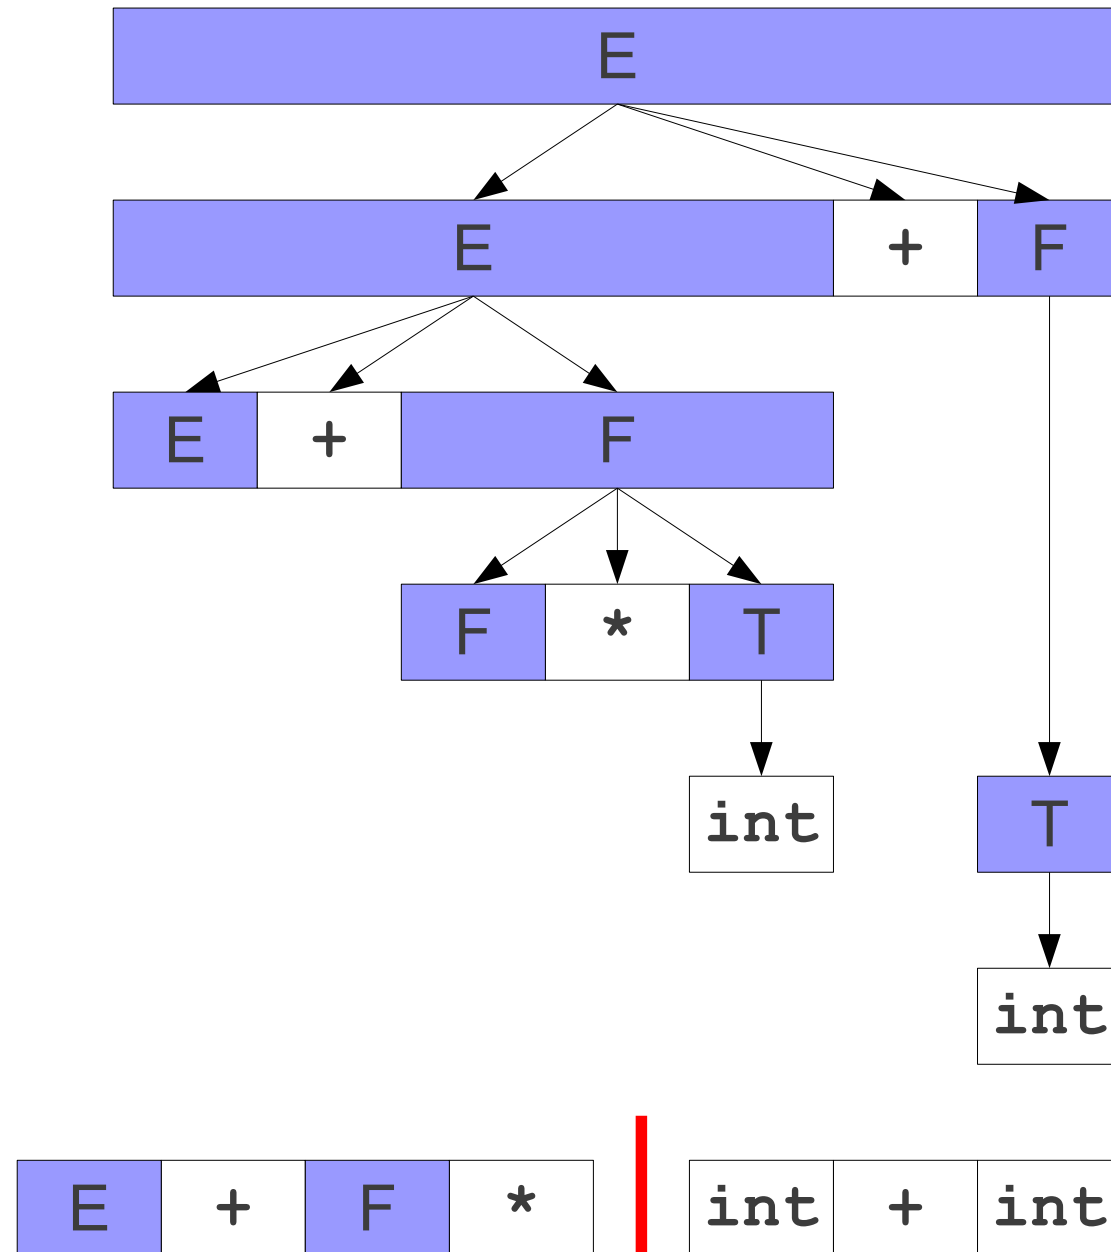 E
E + F
E + F
F * T
int T
int
E + F * int + int